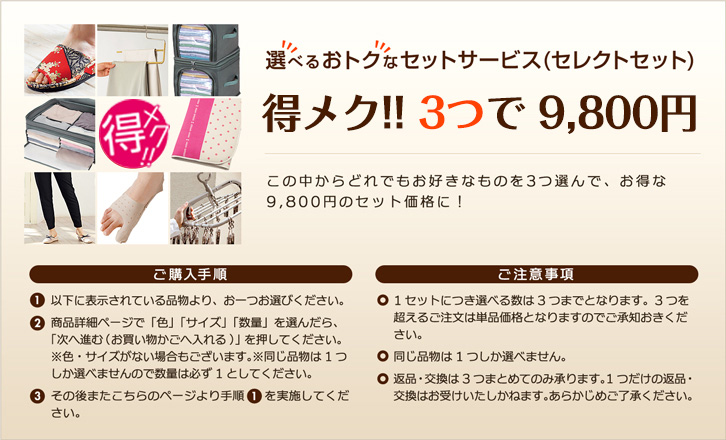 選べるおトクなセットサービス(セレクトセット)
得メク!! 3つで 9,800円
得メク!!
この中からどれでもお好きなものを3つ選んで、お得な
9,800円のセット価格に!
ご購入手順
1 以下に表示されている品物より、お一つお選びください。
2 商品詳細ページで「色」「サイズ」「数量」を選んだら、
「次へ進む(お買い物かごへ入れる)」を押してください。
※色・サイズがない場合もございます。※同じ品物は1つ
しか選べませんので数量は必ず1としてください。
3 その後またこちらのページより手順1を実施してくだ
さい。
ご注意事項
1セットにつき選べる数は3つまでとなります。3つを
超えるご注文は単品価格となりますのでご承知おきくだ
さい。
同じ品物は1つしか選べません。
返品・交換は3つまとめてのみ承ります。1つだけの返品・
交換はお受けいたしかねます。あらかじめご了承ください。